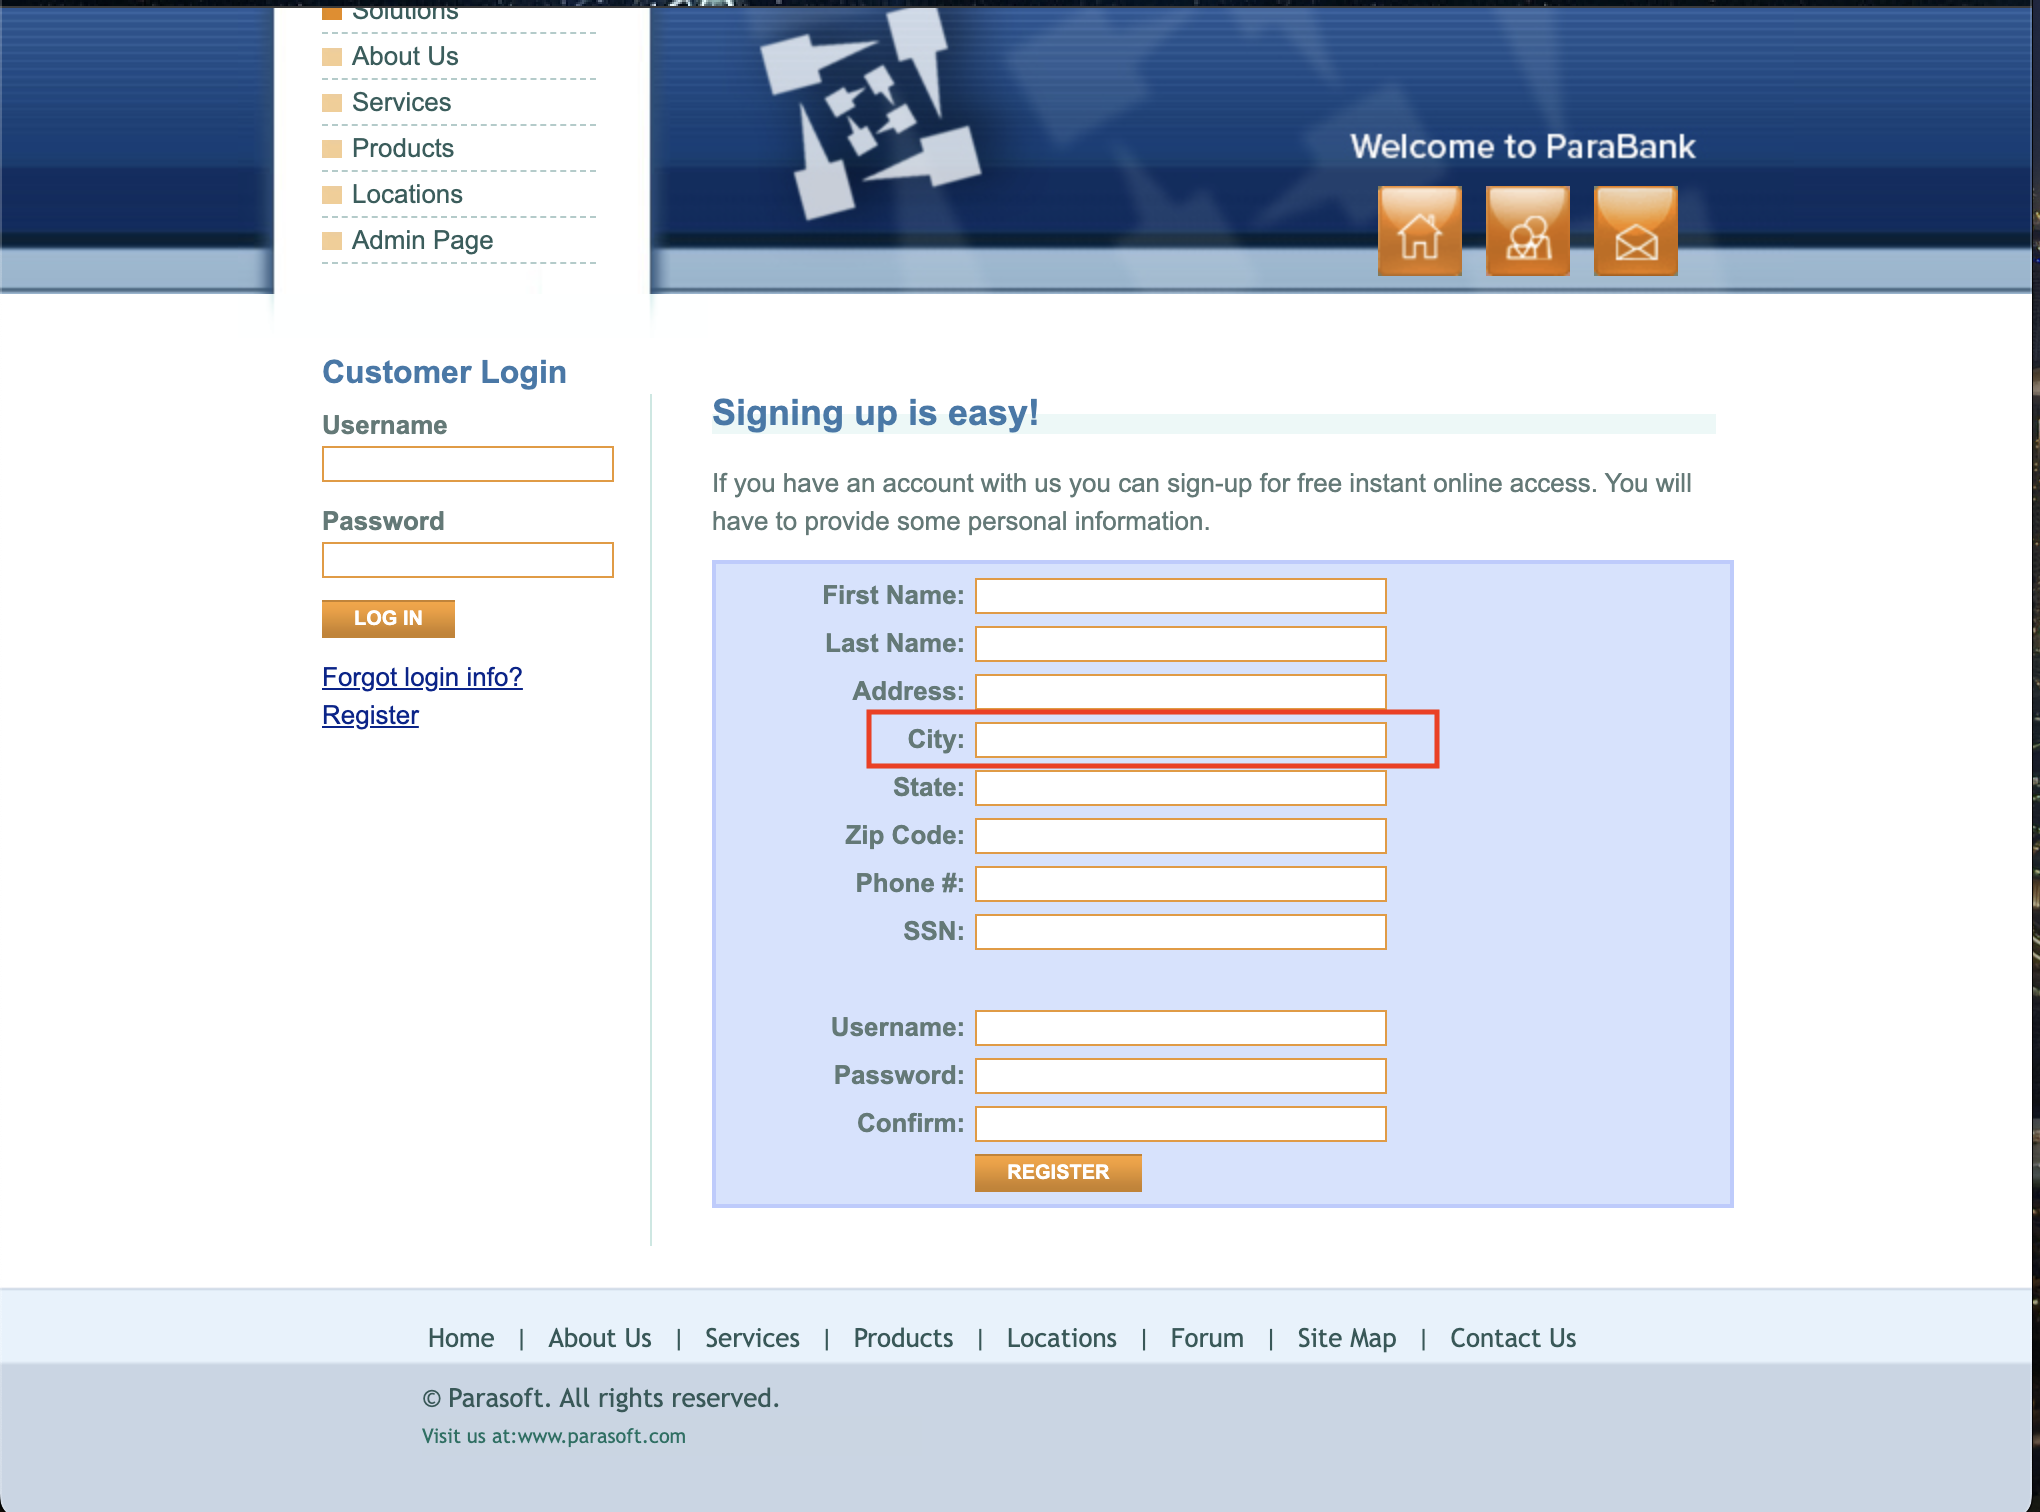 Solutions
About Us
Services
Products
Locations
Admin Page
Welcome to ParaBank
Customer Login
Username
Password
LOG IN
Forgot login info?
Register
Signing up is easy!
If you have an account with us you can sign-up for free instant online access. You will
have to provide some personal information.
First Name:
Last Name:
Address:
City:
State:
Zip Code:
Phone #:
SSN:
Username:
Password:
Confirm:
REGISTER
Home | About Us | Services | Products | Locations | Forum | Site Map | Contact Us
© Parasoft. All rights reserved.
Visit us at:www.parasoft.com